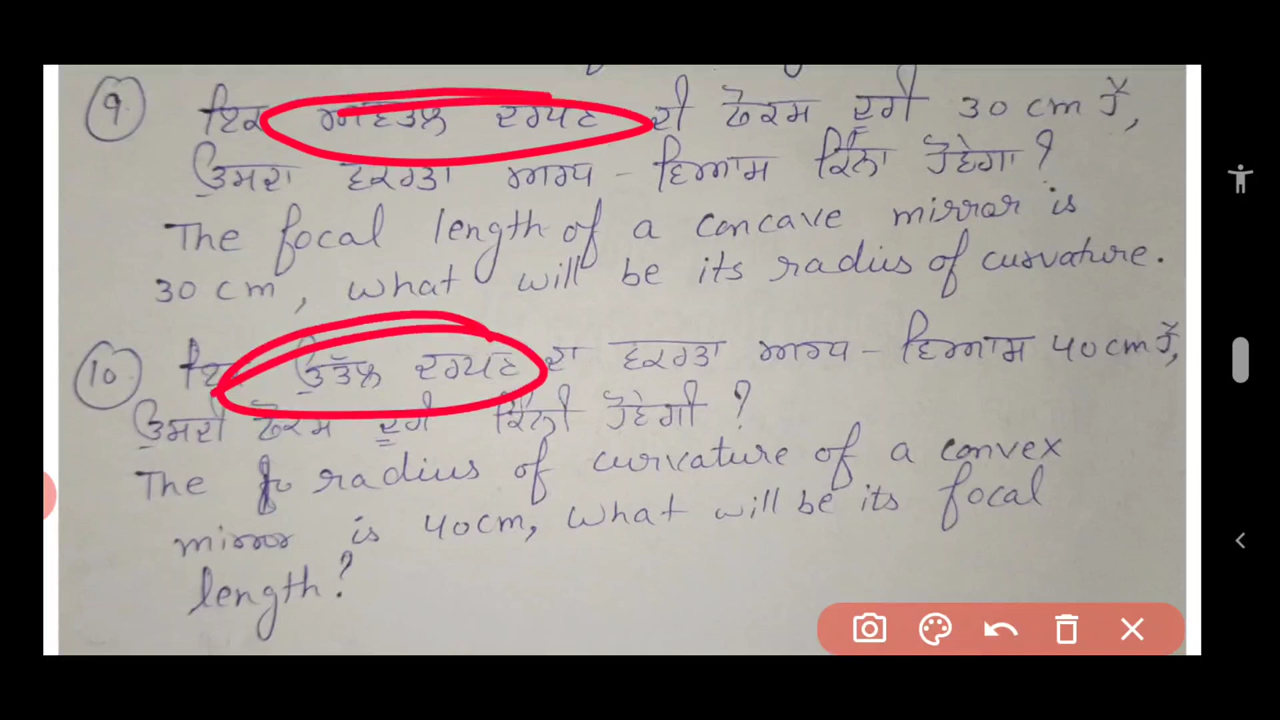 9 ਇਕ ਅਵਤਲ ਦਰਪਣ ਦੀ ਫੋਕਸ ਦੂਰੀ 30 cm ਹੈ,
ਉਸਦਾ ਵਕਰਤਾ ਅਰਧ - ਵਿਆਸ ਕਿੰਨਾ ਹੋਵੇਗਾ ?
The focal length of a concave mirror is
30 cm, what will be its radius of curvature.
10 ਇਕ ਉੱਤਲ ਦਰਪਣ ਦਾ ਵਕਰਤਾ ਅਰਧ - ਵਿਆਸ 40cm ਹੈ,
ਉਸਦੀ ਫੋਕਸ ਦੂਰੀ ਕਿੰਨੀ ਹੋਵੇਗੀ ?
The radius of curvature of a convex
mirror is 40cm, what will be its focal
length?